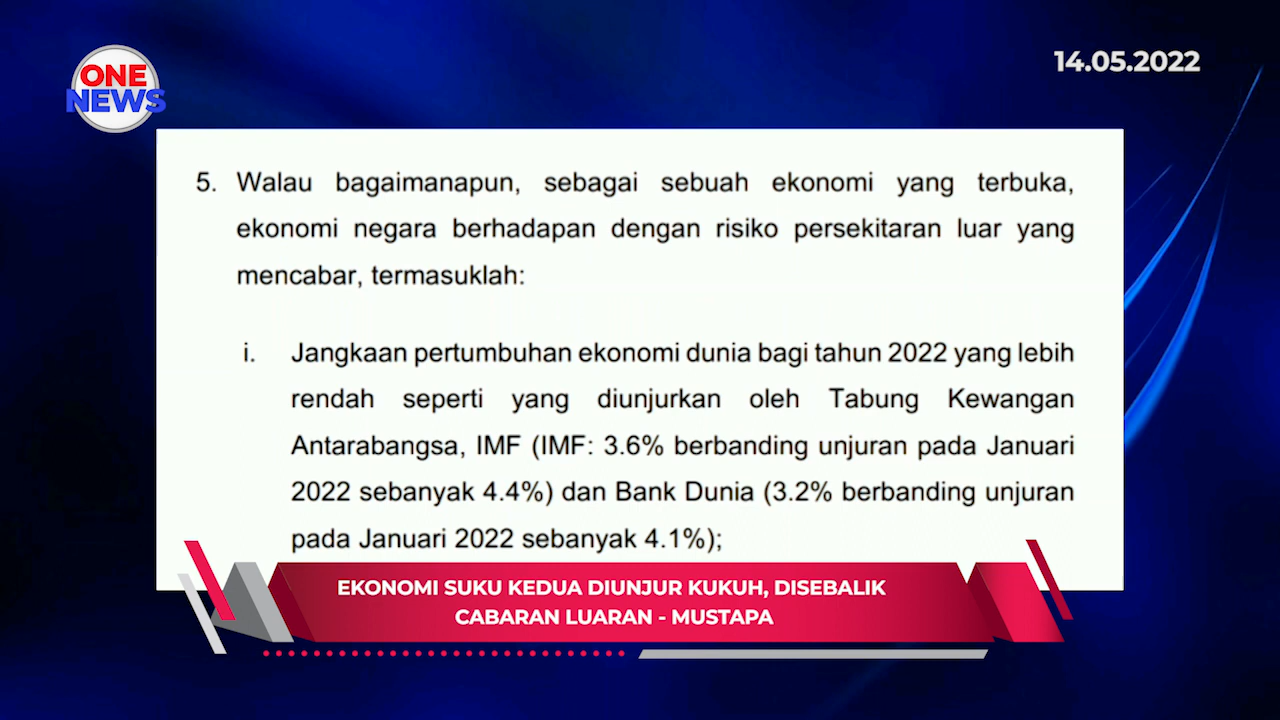 ONE
NEWS
14.05.2022
5. Walau bagaimanapun, sebagai sebuah ekonomi yang terbuka,
ekonomi negara berhadapan dengan risiko persekitaran luar yang
mencabar, termasuklah:
i. Jangkaan pertumbuhan ekonomi dunia bagi tahun 2022 yang lebih
rendah seperti yang diunjurkan oleh Tabung Kewangan
Antarabangsa, IMF (IMF: 3.6% berbanding unjuran pada Januari
2022 sebanyak 4.4%) dan Bank Dunia (3.2% berbanding unjuran
pada Januari 2022 sebanyak 4.1%);
EKONOMI SUKU KEDUA DIUNJUR KUKUH, DISEBALIK
CABARAN LUARAN - MUSTAPA